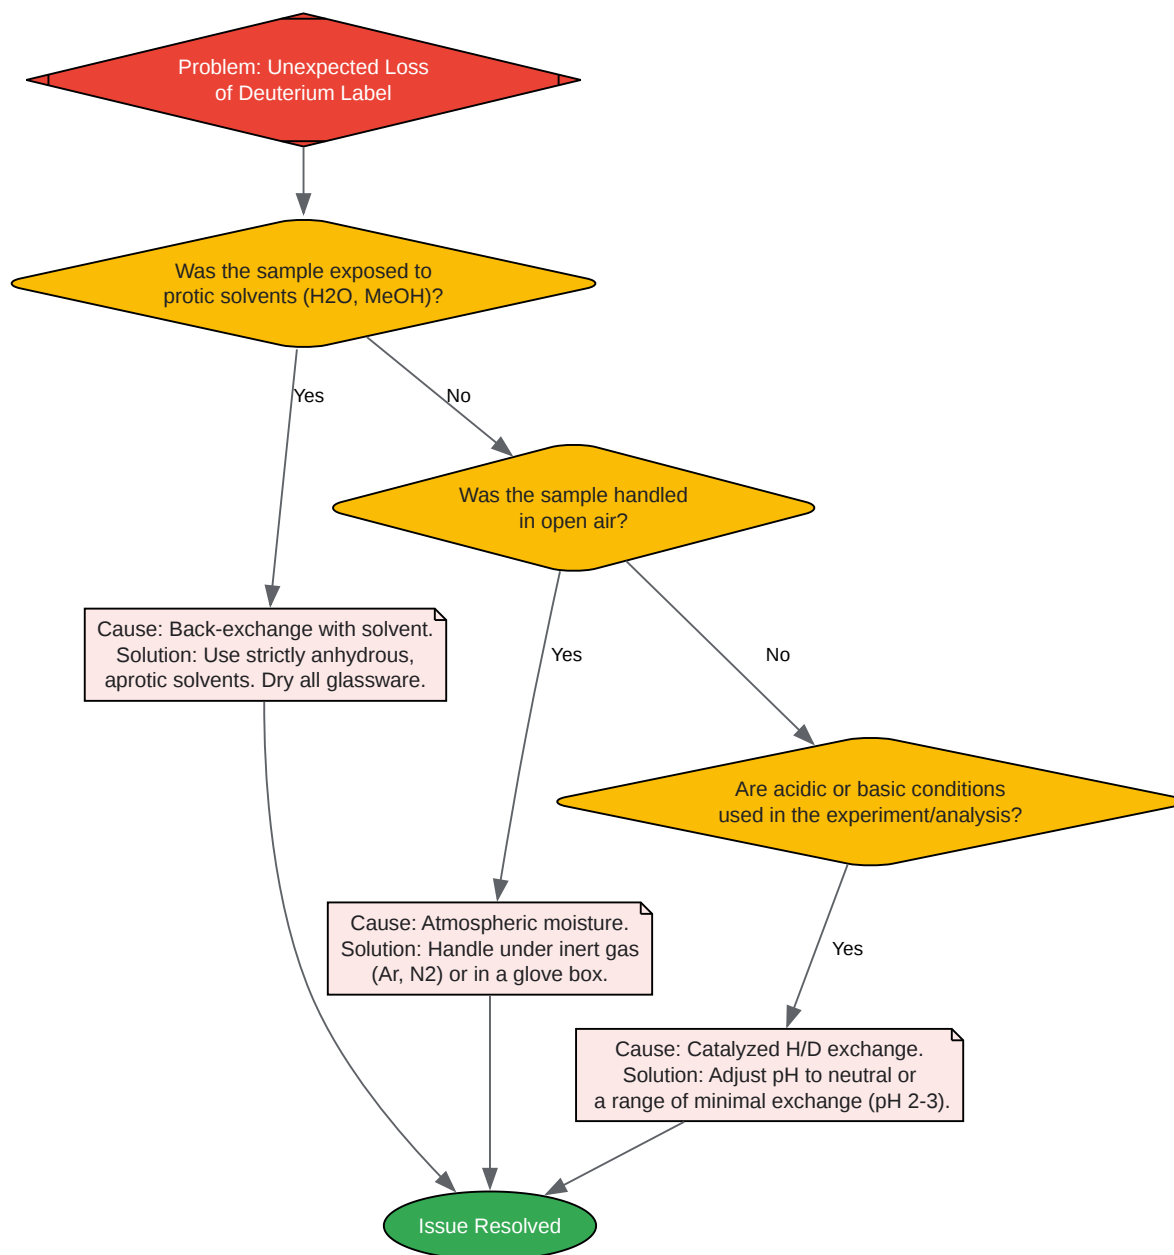 Problem: Unexpected Loss
of Deuterium Label
Was the sample exposed to
protic solvents (H2O, MeOH)?
Yes
No
Was the sample handled
in open air?
Cause: Back-exchange with solvent.
Solution: Use strictly anhydrous,
aprotic solvents. Dry all glassware.
Yes
No
Are acidic or basic conditions
used in the experiment/analysis?
Cause: Atmospheric moisture.
Solution: Handle under inert gas
(Ar, N2) or in a glove box.
Yes
Cause: Catalyzed H/D exchange.
Solution: Adjust pH to neutral or
a range of minimal exchange (pH 2-3).
Issue Resolved